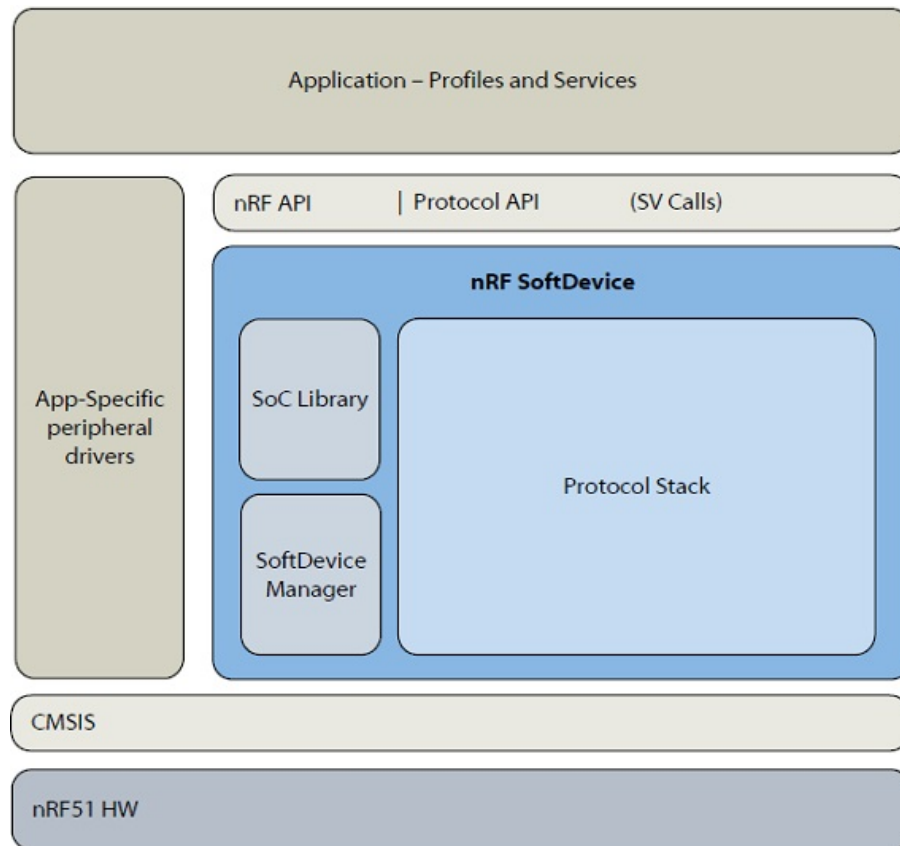 Application – Profiles and Services
nRF API | Protocol API (SV Calls)
nRF SoftDevice
App-Specific
peripheral
drivers
SoC Library
Protocol Stack
SoftDevice
Manager
CMSIS
nRF51 HW